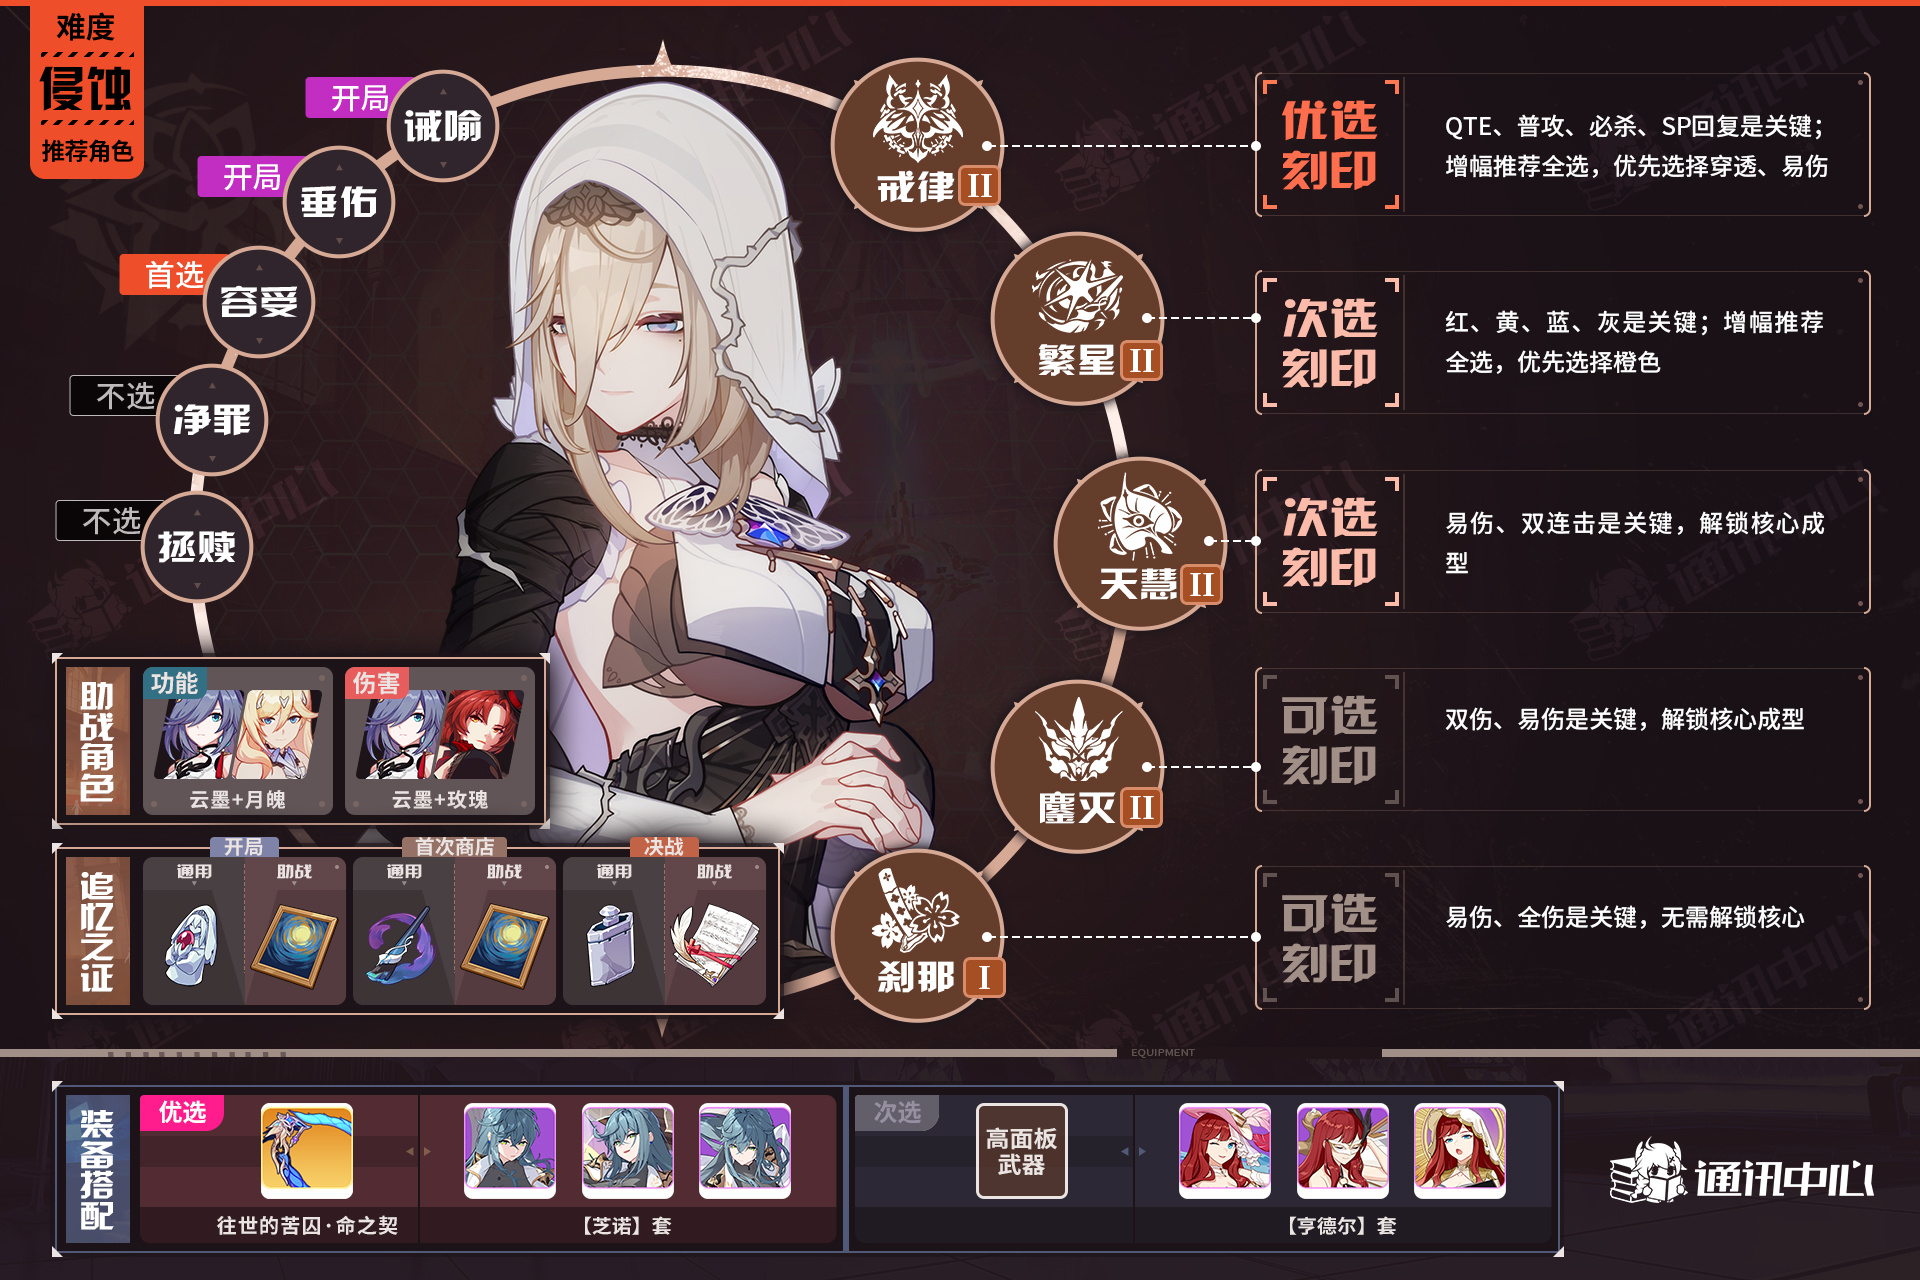 难度
侵蚀
推荐角色
开局
诫喻
开局
垂佑
首选
容受
不选
净罪
不选
拯赎
戒律 II
优选
刻印
QTE、普攻、必杀、SP回复是关键；
增幅推荐全选，优先选择穿透、易伤
繁星 II
次选
刻印
红、黄、蓝、灰是关键；增幅推荐
全选，优先选择橙色
天慧 II
次选
刻印
易伤、双连击是关键，解锁核心成
型
鏖灭 II
可选
刻印
双伤、易伤是关键，解锁核心成型
刹那 I
可选
刻印
易伤、全伤是关键，无需解锁核心
助战角色
功能
云墨+月魄
伤害
云墨+玫瑰
追忆之证
开局
通用
助战
首次商店
通用
助战
决战
通用
助战
EQUIPMENT
装备搭配
优选
往世的苦囚·命之契
【芝诺】套
次选
高面板
武器
【亨德尔】套
通讯中心